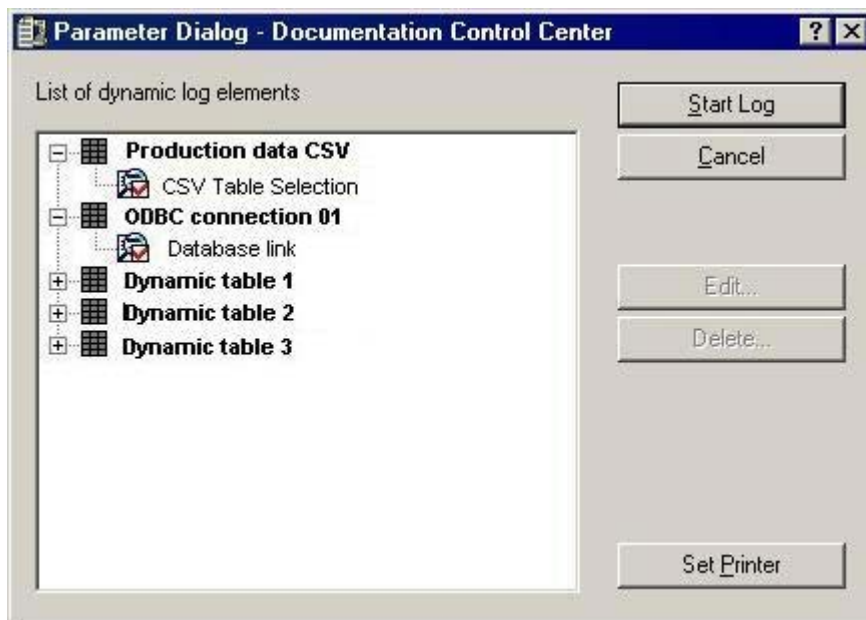 Parameter Dialog - Documentation Control Center
List of dynamic log elements
Start Log
Production data CSV
Cancel
CSV Table Selection
ODBC connection 01
Database link
Dynamic table 1
Edit...
Dynamic table 2
Delete...
Dynamic table 3
Set Printer